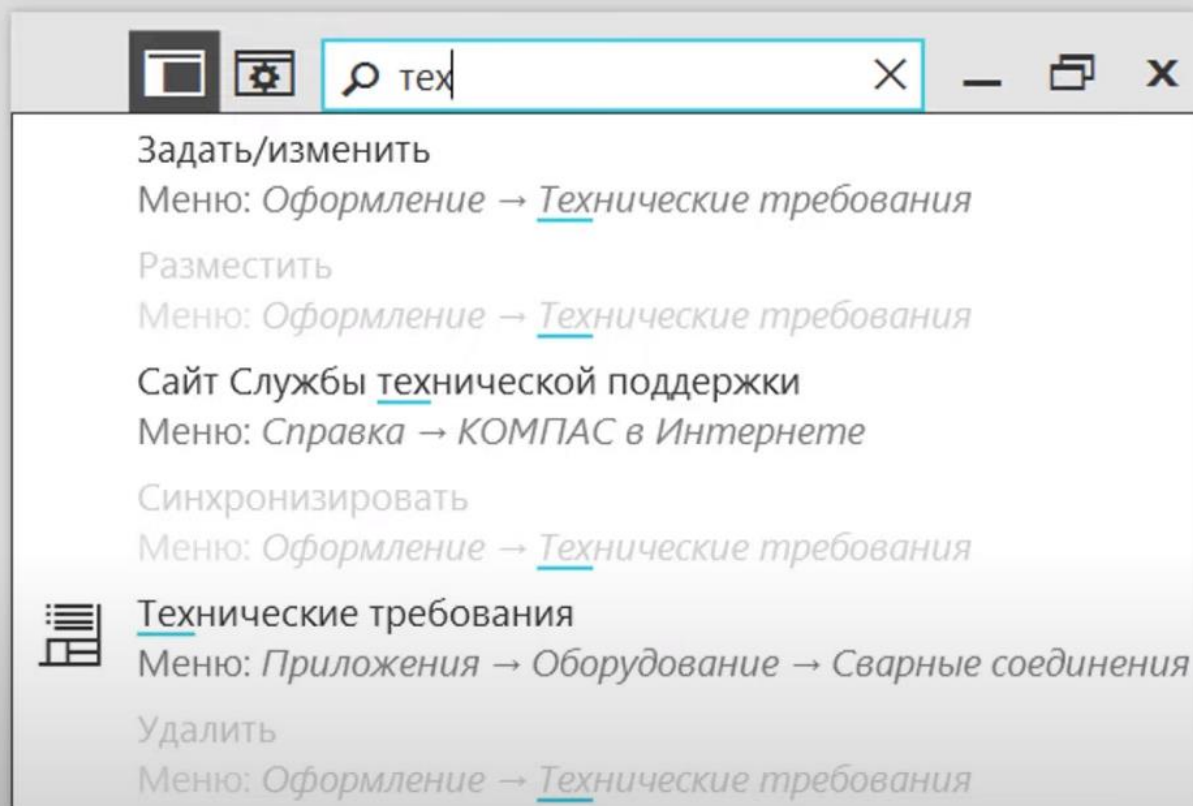 тех
Задать/изменить
Меню: Оформление → Технические требования
Разместить
Меню: Оформление → Технические требования
Сайт Службы технической поддержки
Меню: Справка → КОМПАС в Интернете
Синхронизировать
Меню: Оформление → Технические требования
Технические требования
Меню: Приложения → Оборудование → Сварные соединения
Удалить
Меню: Оформление → Технические требования